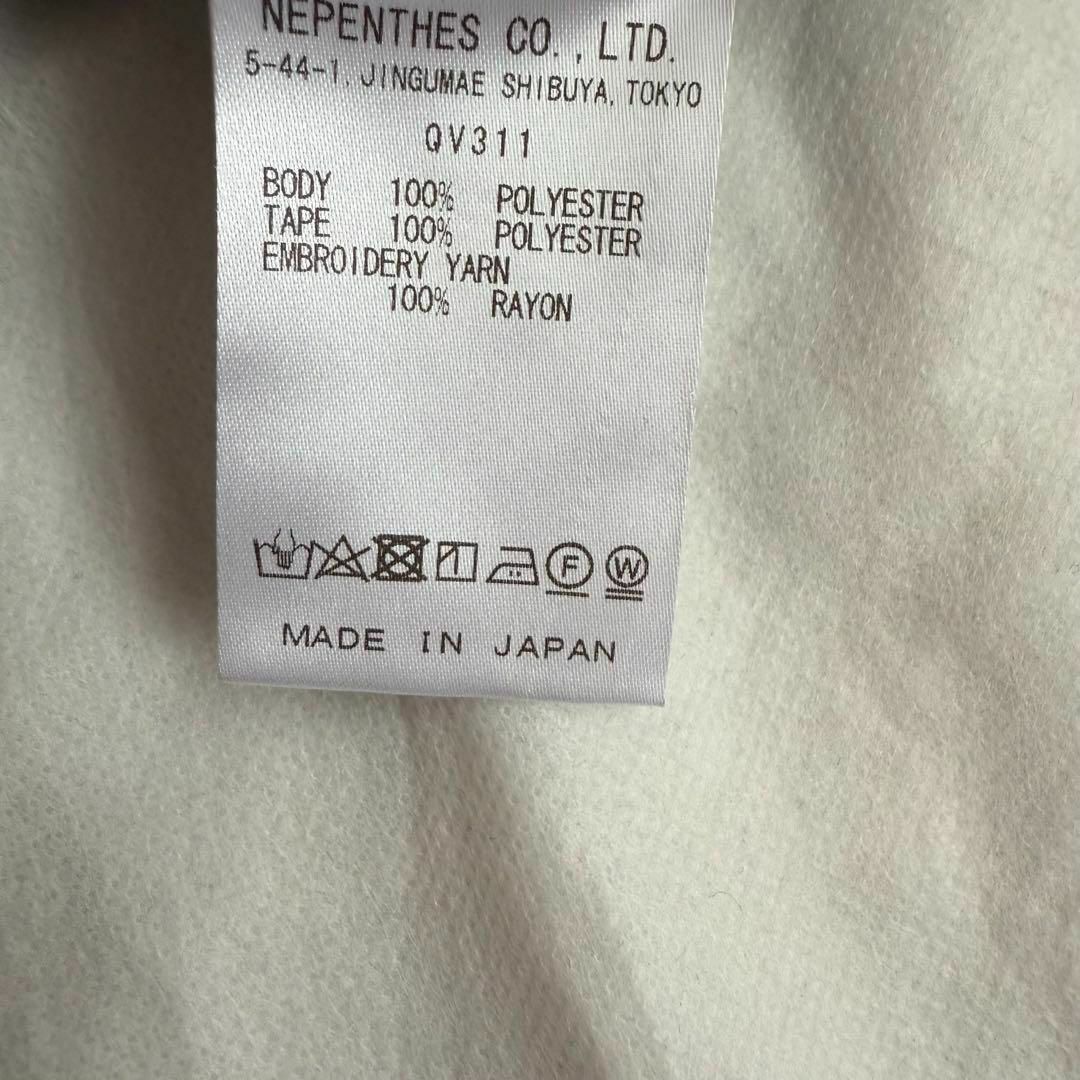 NEPENTHES CO., LTD.
5-44-1, JINGUMAE SHIBUYA, TOKYO
QV311
BODY 100% POLYESTER
TAPE 100% POLYESTER
EMBROIDERY YARN
100% RAYON
F W
MADE IN JAPAN